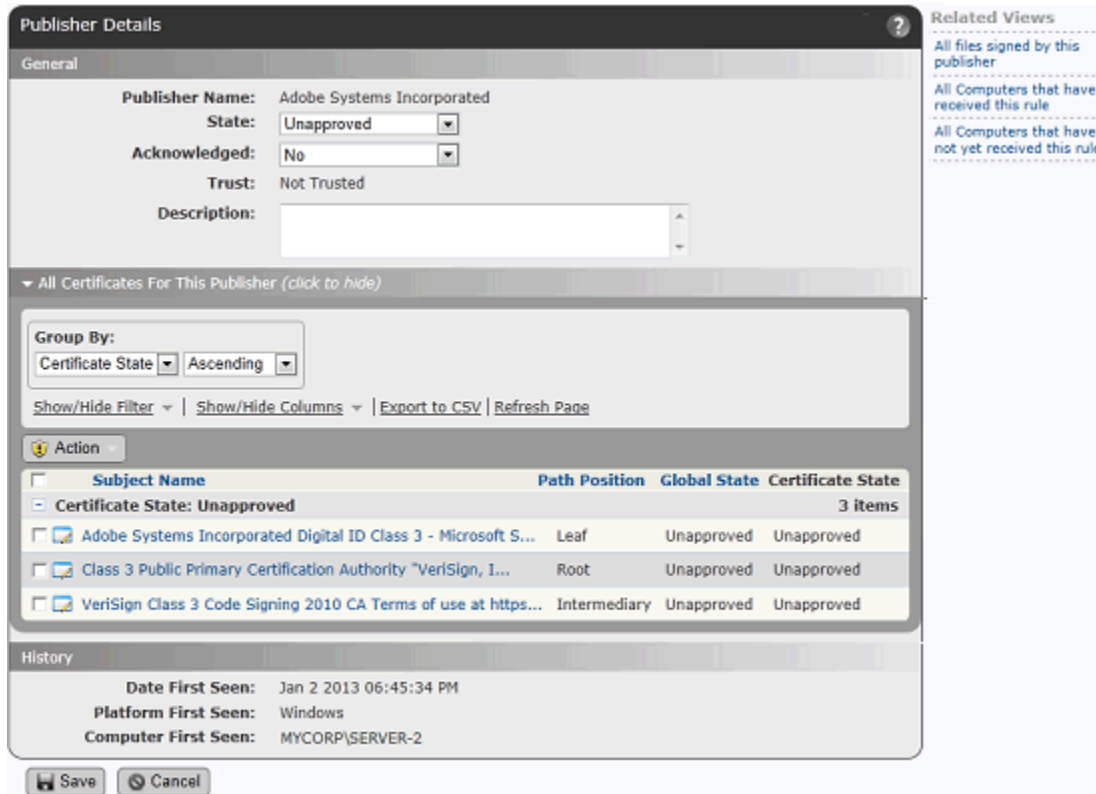 Publisher Details
?
General
Publisher Name: Adobe Systems Incorporated
State: Unapproved
Acknowledged: No
Trust: Not Trusted
Description:
All Certificates For This Publisher (click to hide)
Group By:
Certificate State Ascending
Show/Hide Filter | Show/Hide Columns | Export to CSV | Refresh Page
Action
Subject Name Path Position Global State Certificate State
Certificate State: Unapproved 3 items
Adobe Systems Incorporated Digital ID Class 3 - Microsoft S... Leaf Unapproved Unapproved
Class 3 Public Primary Certification Authority "VeriSign, I... Root Unapproved Unapproved
VeriSign Class 3 Code Signing 2010 CA Terms of use at https... Intermediary Unapproved Unapproved
History
Date First Seen: Jan 2 2013 06:45:34 PM
Platform First Seen: Windows
Computer First Seen: MYCORP\SERVER-2
Save Cancel
Related Views
All files signed by this
publisher
All Computers that have
received this rule
All Computers that have
not yet received this rule